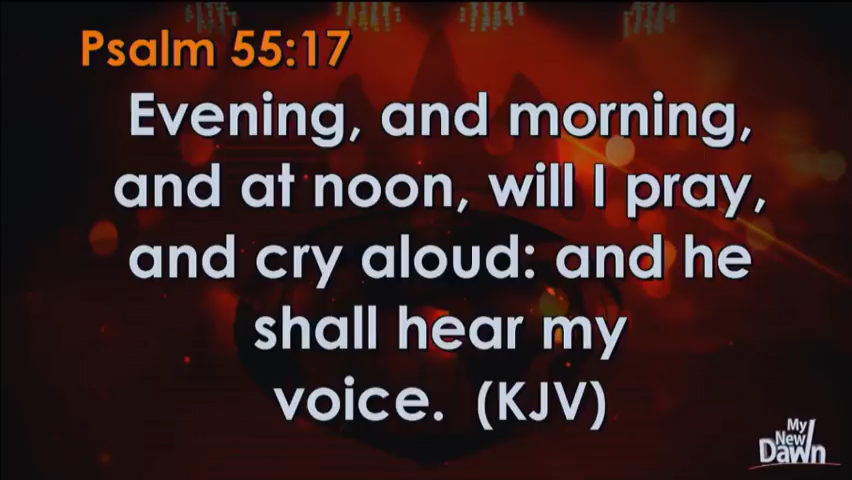 Psalm 55:17
Evening, and morning,
and at noon, will I pray,
and cry aloud: and he
shall hear my
voice. (KJV)
My
New
Dawn